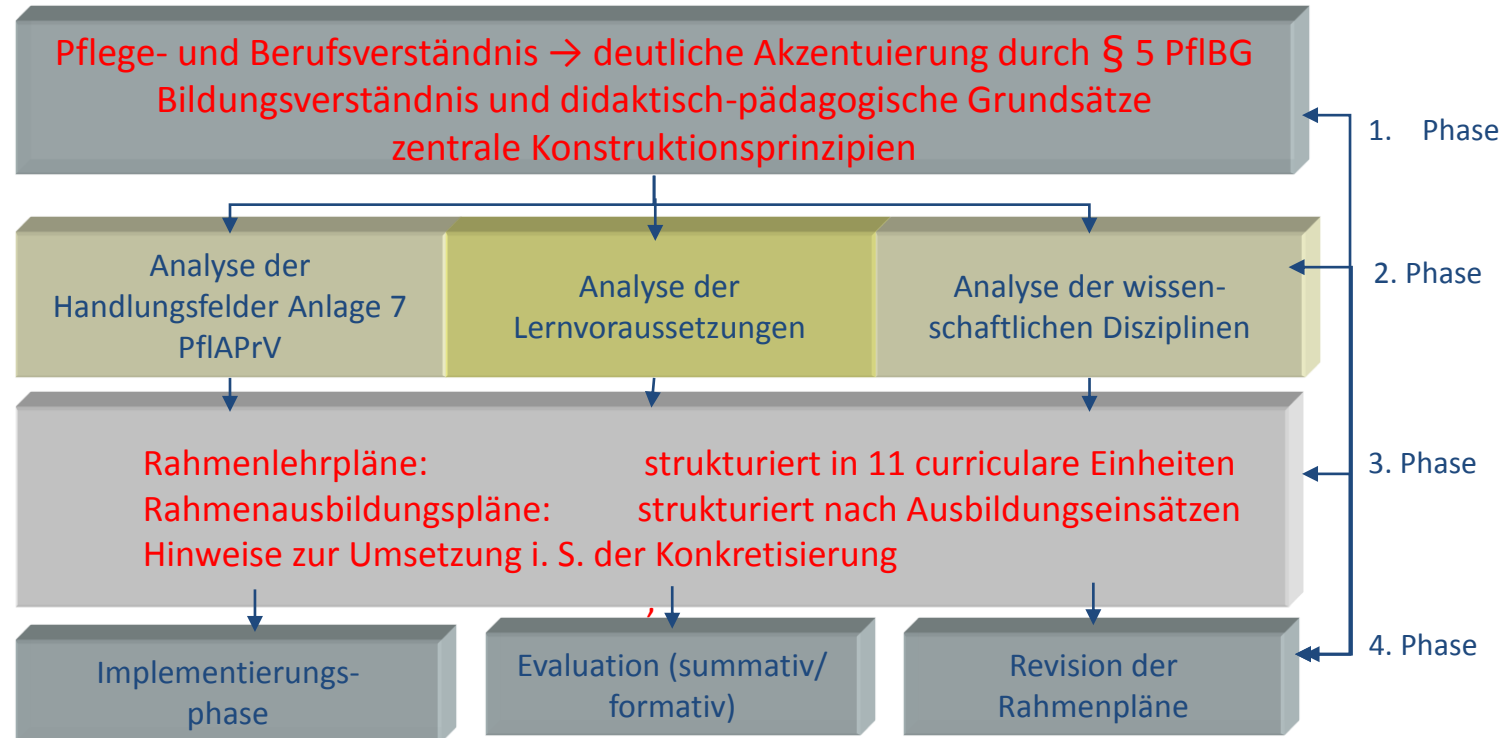 Pflege- und Berufsverständnis → deutliche Akzentuierung durch § 5 PflBG
Bildungsverständnis und didaktisch-pädagogische Grundsätze
zentrale Konstruktionsprinzipien
1. Phase
Analyse der
Handlungsfelder Anlage 7
PflAPrV
Analyse der
Lernvoraussetzungen
Analyse der wissen-
schaftlichen Disziplinen
2. Phase
Rahmenlehrpläne: strukturiert in 11 curriculare Einheiten
Rahmenausbildungspläne: strukturiert nach Ausbildungseinsätzen
Hinweise zur Umsetzung i. S. der Konkretisierung
,
3. Phase
Implementierungs-
phase
Evaluation (summativ/
formativ)
Revision der
Rahmenpläne
4. Phase